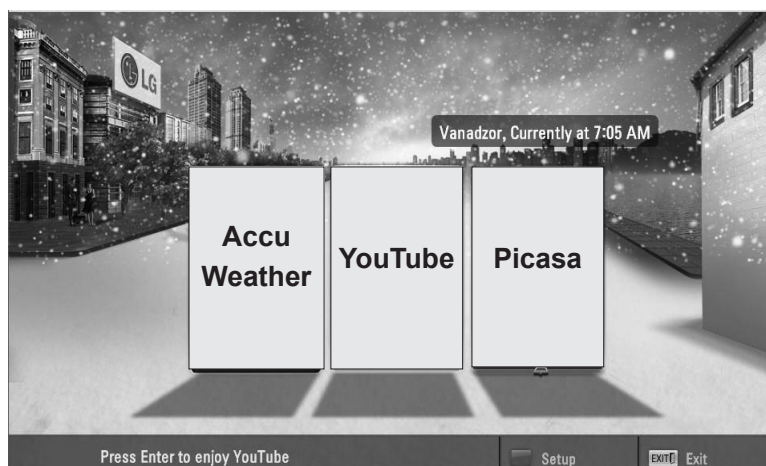 LG
Vanadzor, Currently at 7:05 AM
Accu
Weather
YouTube
Picasa
Press Enter to enjoy YouTube
Setup
EXIT Exit